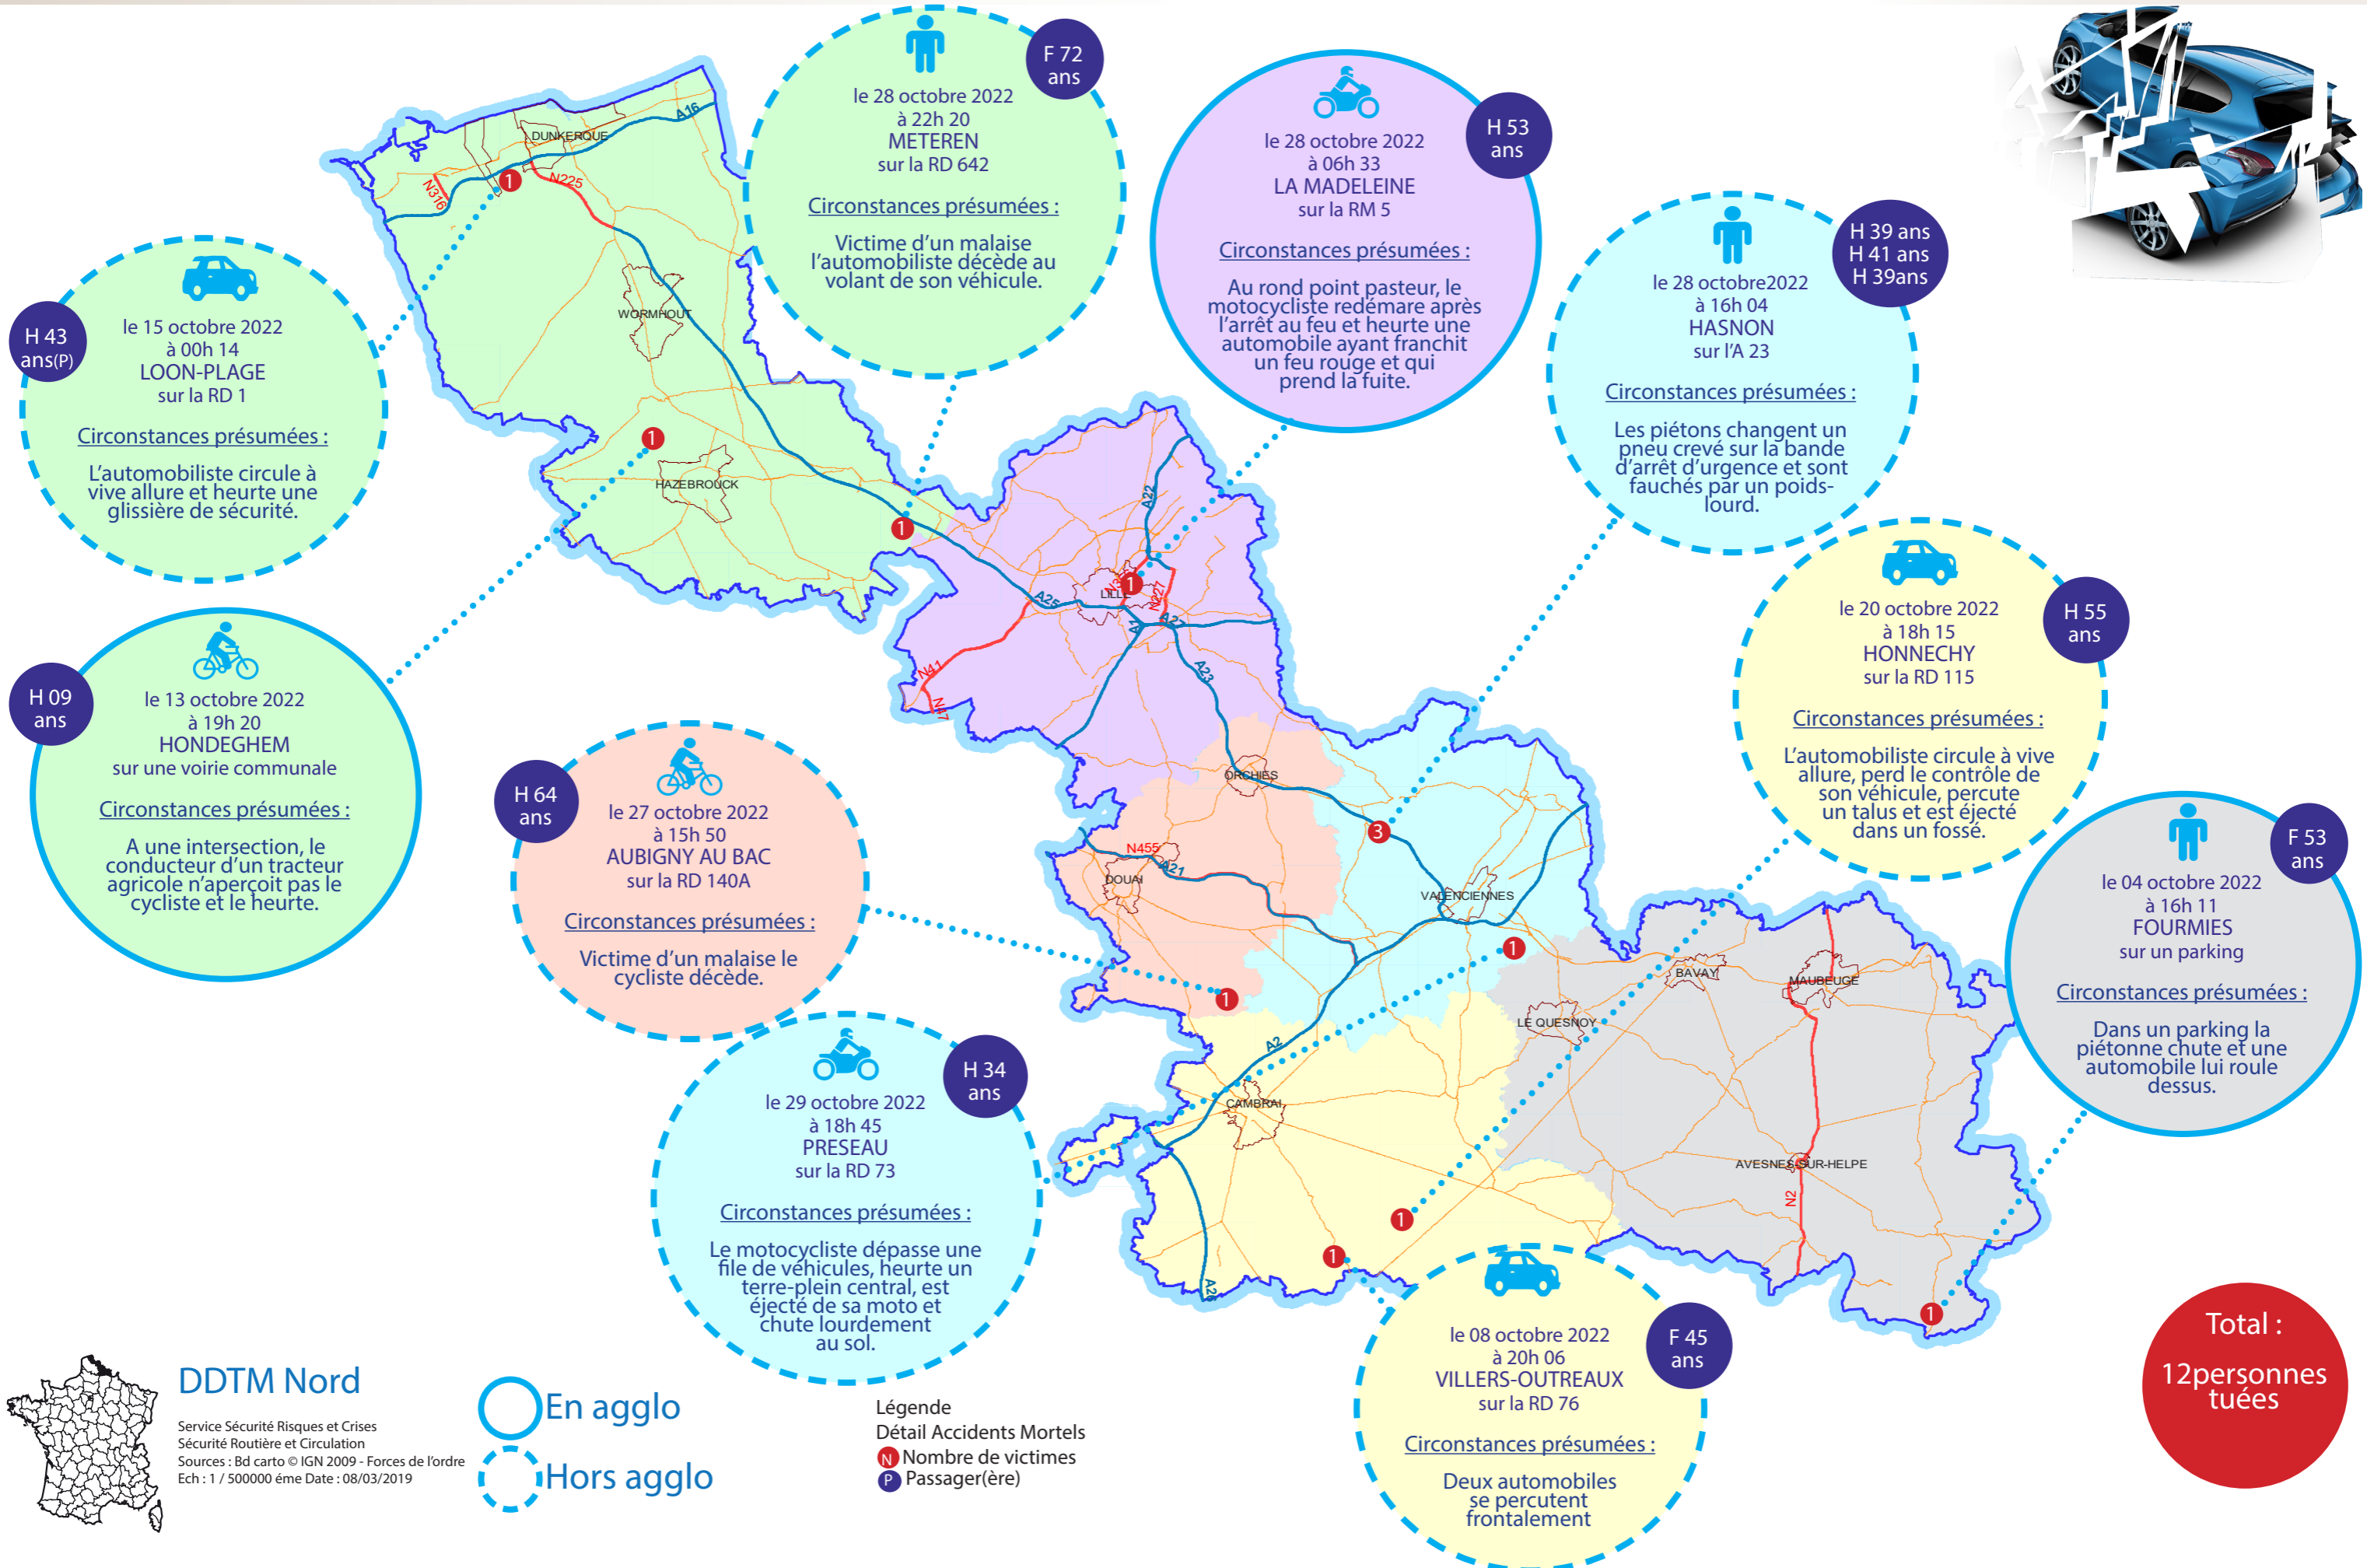 F 72
ans
le 28 octobre 2022
à 22h 20
METEREN
sur la RD 642
Circonstances présumées :
Victime d'un malaise
l'automobiliste décède au
volant de son véhicule.
H 53
ans
le 28 octobre 2022
à 06h 33
LA MADELEINE
sur la RM 5
Circonstances présumées :
Au rond point pasteur, le
motocycliste redémare après
l'arrêt au feu et heurte une
automobile ayant franchit
un feu rouge et qui
prend la fuite.
H 39 ans
H 41 ans
H 39ans
le 28 octobre2022
à 16h 04
HASNON
sur l'A 23
Circonstances présumées :
Les piétons changent un
pneu crevé sur la bande
d'arrêt d'urgence et sont
fauchés par un poids-
lourd.
H 43
ans(P)
le 15 octobre 2022
à 00h 14
LOON-PLAGE
sur la RD 1
Circonstances présumées :
L'automobiliste circule à
vive allure et heurte une
glissière de sécurité.
H 55
ans
le 20 octobre 2022
à 18h 15
HONNECHY
sur la RD 115
Circonstances présumées :
L'automobiliste circule à vive
allure, perd le contrôle de
son véhicule, percute
un talus et est éjecté
dans un fossé.
H 09
ans
le 13 octobre 2022
à 19h 20
HONDEGHEM
sur une voirie communale
Circonstances présumées :
A une intersection, le
conducteur d'un tracteur
agricole n'aperçoit pas le
cycliste et le heurte.
H 64
ans
le 27 octobre 2022
à 15h 50
AUBIGNY AU BAC
sur la RD 140A
Circonstances présumées :
Victime d'un malaise le
cycliste décède.
F 53
ans
le 04 octobre 2022
à 16h 11
FOURMIES
sur un parking
Circonstances présumées :
Dans un parking la
piétonne chute et une
automobile lui roule
dessus.
H 34
ans
le 29 octobre 2022
à 18h 45
PRESEAU
sur la RD 73
Circonstances présumées :
Le motocycliste dépasse une
file de véhicules, heurte un
terre-plein central, est
éjecté de sa moto et
chute lourdement
au sol.
F 45
ans
le 08 octobre 2022
à 20h 06
VILLERS-OUTREAUX
sur la RD 76
Circonstances présumées :
Deux automobiles
se percutent
frontalement
A16
DUNKERQUE
1
N225
N316
WORMHOUT
1
HAZEBROUCK
1
A22
1
LILLE
N227
A25
A1
A27
A23
N41
N47
ORCHIES
3
N455
A21
DOUAI
VALENCIENNES
1
1
BAVAY
MAUBEUGE
LE QUESNOY
A2
CAMBRAI
AVESNES-SUR-HELPE
N2
1
1
A26
1
Total :
12personnes
tuées
DDTM Nord
Service Sécurité Risques et Crises
Sécurité Routière et Circulation
Sources : Bd carto © IGN 2009 - Forces de l'ordre
Ech : 1 / 500000 éme Date : 08/03/2019
En agglo
Hors agglo
Légende
Détail Accidents Mortels
N Nombre de victimes
P Passager(ère)